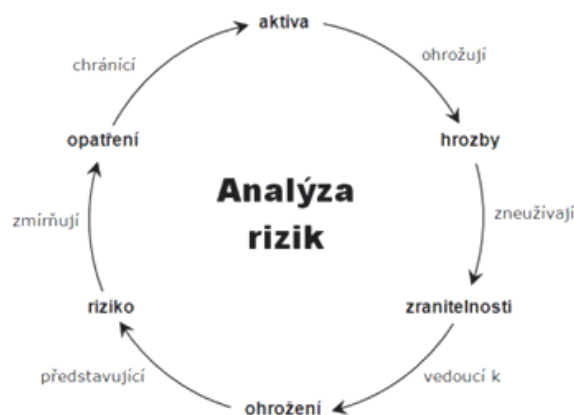 aktiva
ohrožují
hrozby
zneužívají
zranitelnosti
vedoucí k
ohrožení
představující
riziko
zmírňují
opatření
chránící
Analýza
rizik